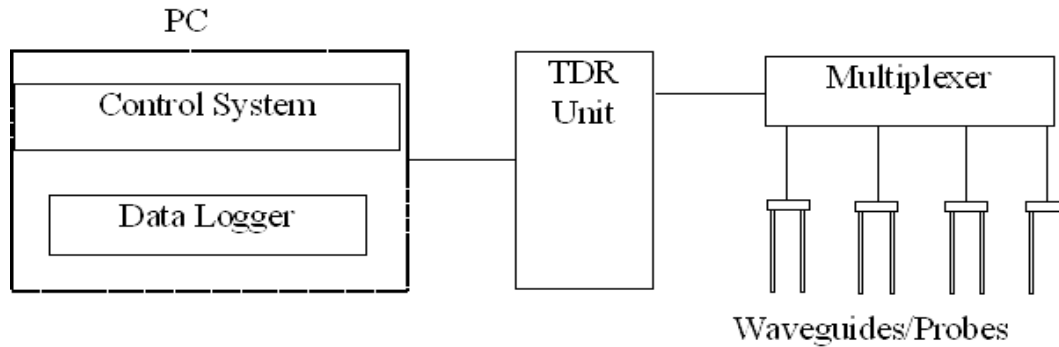 PC
Control System
Data Logger
TDR
Unit
Multiplexer
Waveguides/Probes